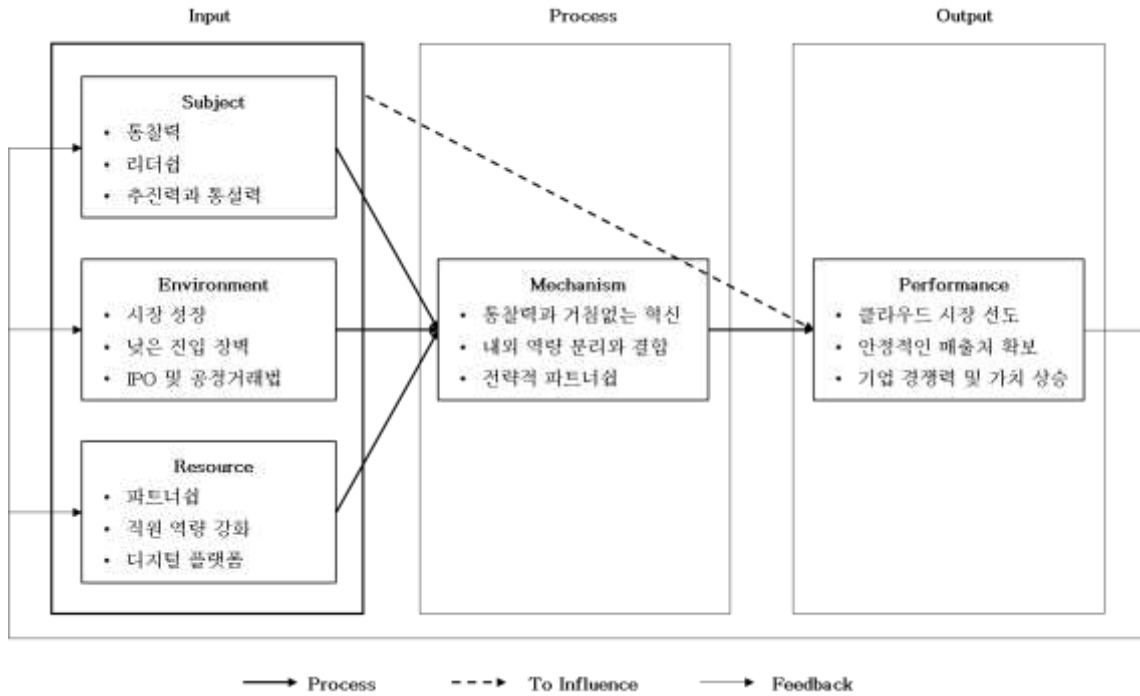 Input
Process
Output
Subject
• 통찰력
• 리더쉽
• 추진력과 통설력
Environment
• 시장 성장
• 낮은 진입 장벽
• IPO 및 공정거래법
Resource
• 파트너쉽
• 직원 역량 강화
• 디지털 플랫폼
Mechanism
• 통찰력과 거침없는 혁신
• 내외 역량 분리와 결합
• 전략적 파트너쉽
Performance
• 클라우드 시장 선도
• 안정적인 매출처 확보
• 기업 경쟁력 및 가치 상승
Process
To Influence
Feedback